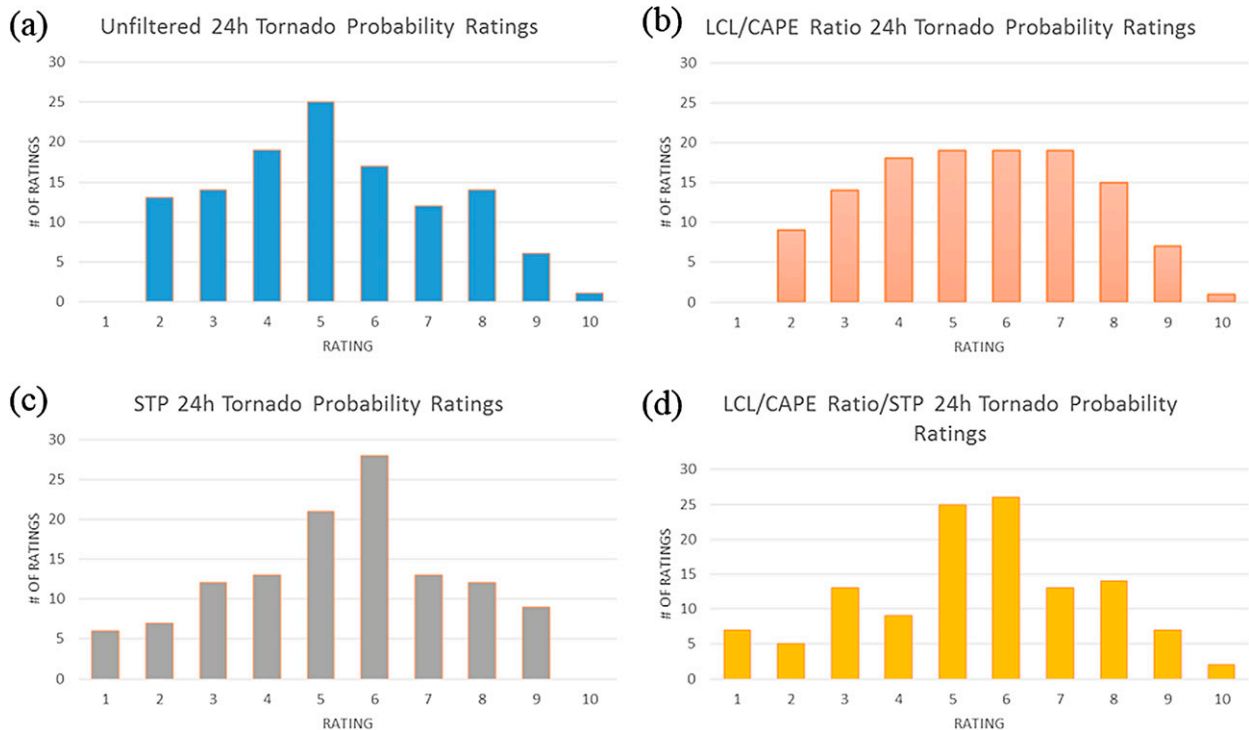 (a)
Unfiltered 24h Tornado Probability Ratings
# OF RATINGS
30
25
20
15
10
5
0
1 2 3 4 5 6 7 8 9 10
RATING
(b)
LCL/CAPE Ratio 24h Tornado Probability Ratings
# OF RATINGS
30
25
20
15
10
5
0
1 2 3 4 5 6 7 8 9 10
RATING
(c)
STP 24h Tornado Probability Ratings
# OF RATINGS
30
25
20
15
10
5
0
1 2 3 4 5 6 7 8 9 10
RATING
(d)
LCL/CAPE Ratio/STP 24h Tornado Probability
Ratings
# OF RATINGS
30
25
20
15
10
5
0
1 2 3 4 5 6 7 8 9 10
RATING